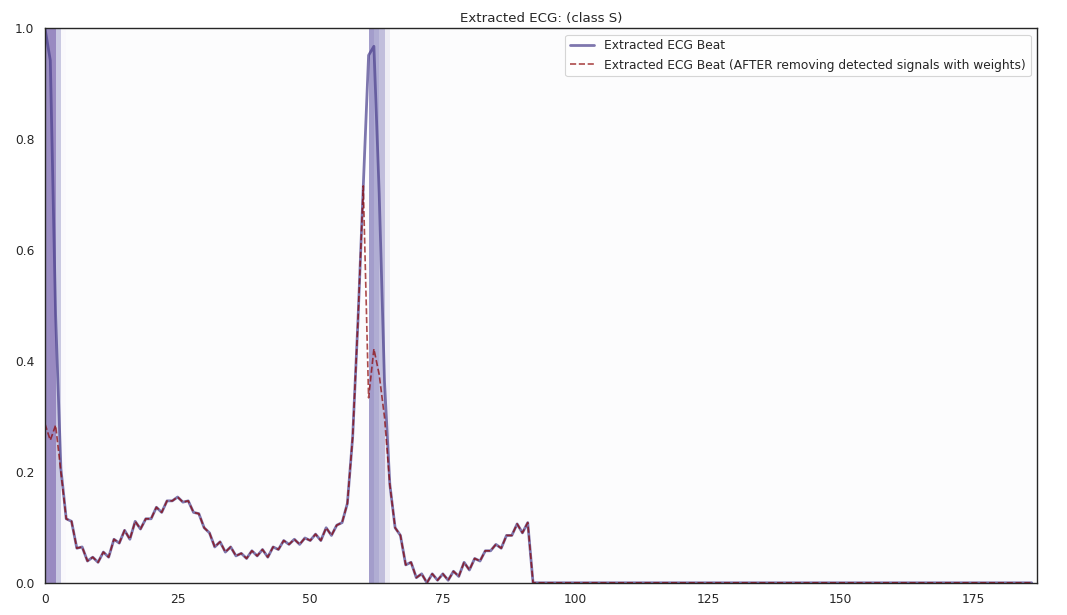 Extracted ECG: (class S)
Extracted ECG Beat
Extracted ECG Beat (AFTER removing detected signals with weights)
1.0
0.8
0.6
0.4
0.2
0.0
0 25 50 75 100 125 150 175